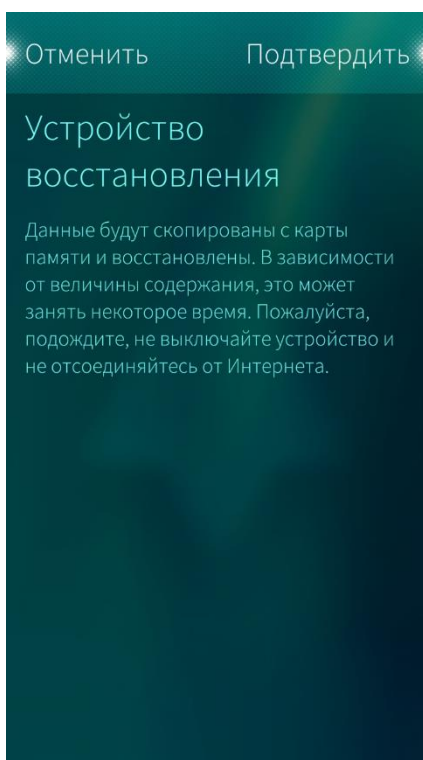 Отменить Подтвердить
Устройство
восстановления
Данные будут скопированы с карты
памяти и восстановлены. В зависимости
от величины содержания, это может
занять некоторое время. Пожалуйста,
подождите, не выключайте устройство и
не отсоединяйтесь от Интернета.